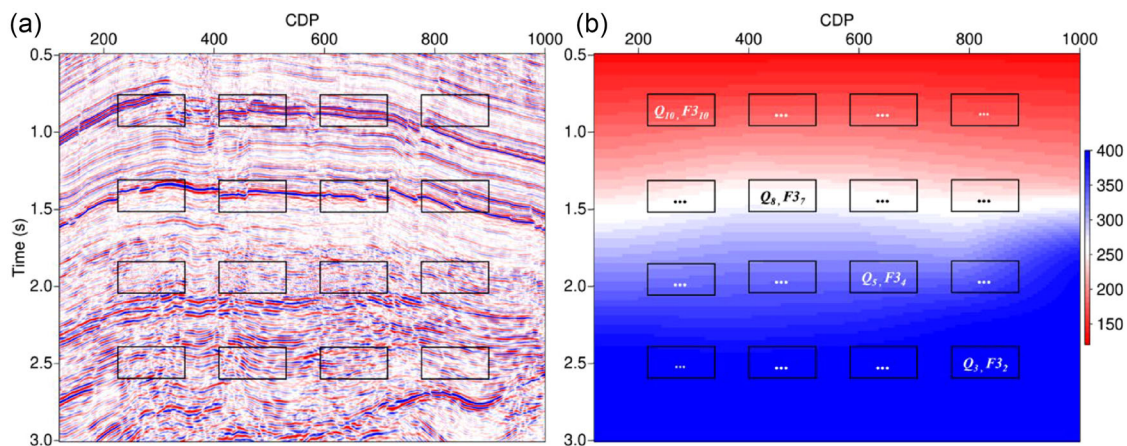 (a)
CDP
200 400 600 800 1000
Time (s)
0.5
1.0
1.5
2.0
2.5
3.0
(b)
CDP
200 400 600 800 1000
0.5
1.0
1.5
2.0
2.5
3.0
Q10, F310 ... ... ...
... Q8, F37 ... ...
... ... Q5, F34 ...
... ... ... Q3, F32
400
350
300
250
200
150